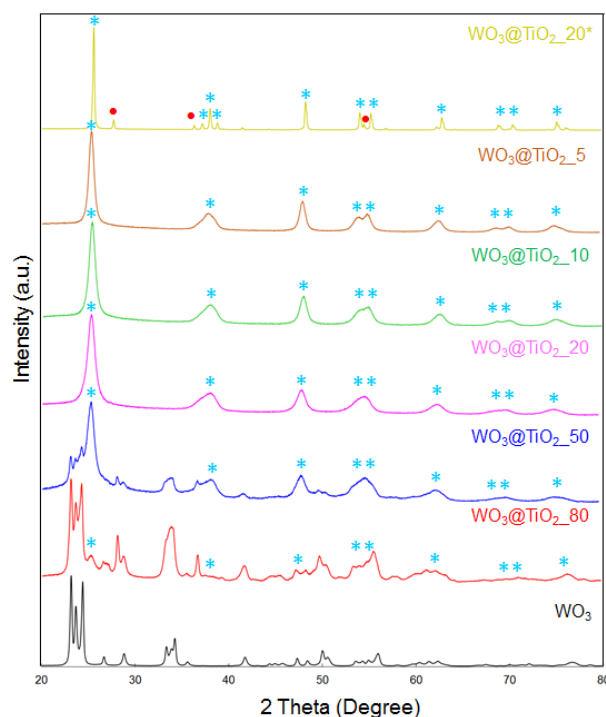 WO₃@TiO₂_20*
WO₃@TiO₂_5
WO₃@TiO₂_10
WO₃@TiO₂_20
WO₃@TiO₂_50
WO₃@TiO₂_80
WO₃
Intensity (a.u.)
20 30 40 50 60 70 80
2 Theta (Degree)